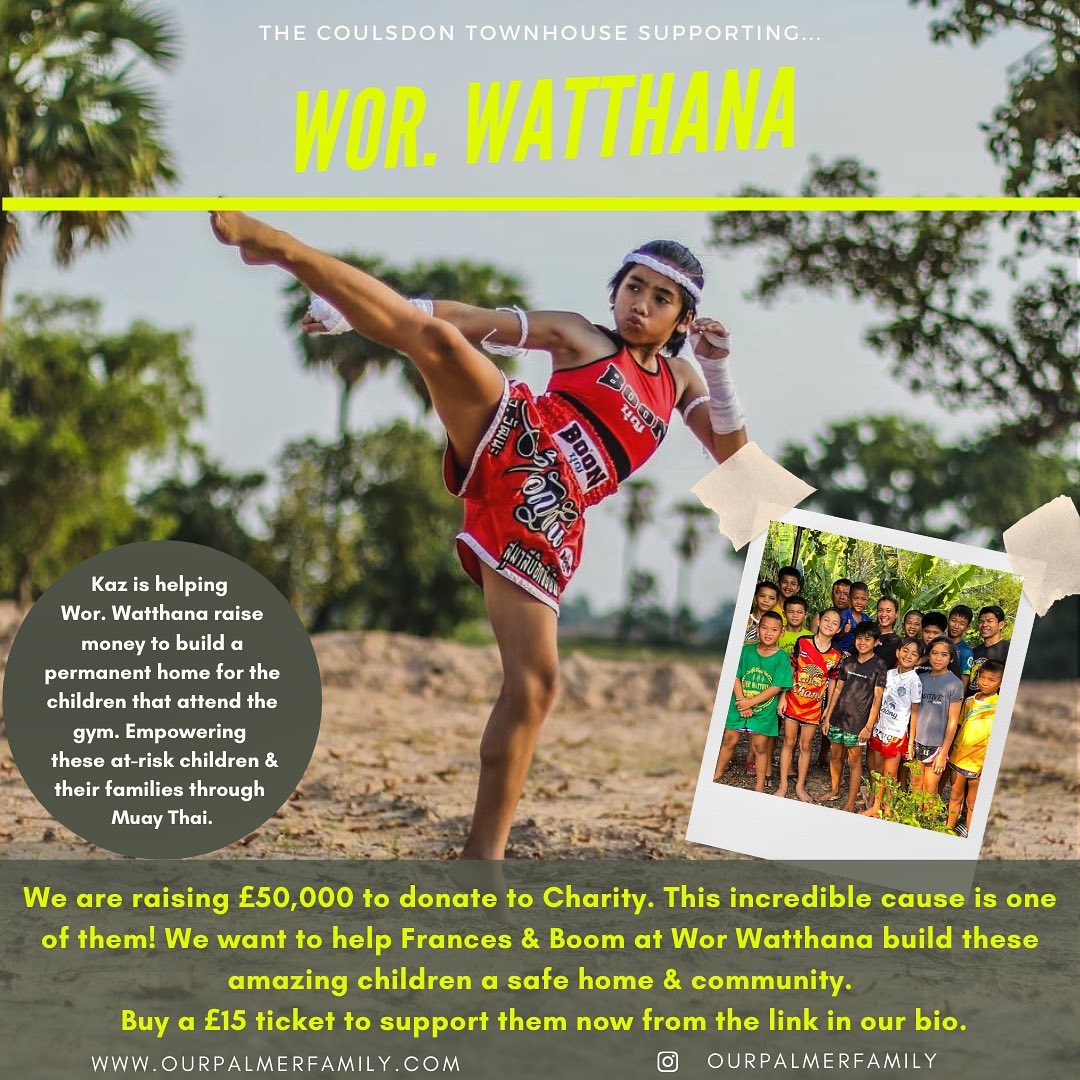 THE COULSDON TOWNHOUSE SUPPORTING...
WOR. WATTHANA
BOON
BOON
Kaz is helping
Wor. Watthana raise
money to build a
permanent home for the
children that attend the
gym. Empowering
these at-risk children &
their families through
Muay Thai.
We are raising £50,000 to donate to Charity. This incredible cause is one
of them! We want to help Frances & Boom at Wor Watthana build these
amazing children a safe home & community.
Buy a £15 ticket to support them now from the link in our bio.
WWW.OURPALMERFAMILY.COM
OURPALMERFAMILY